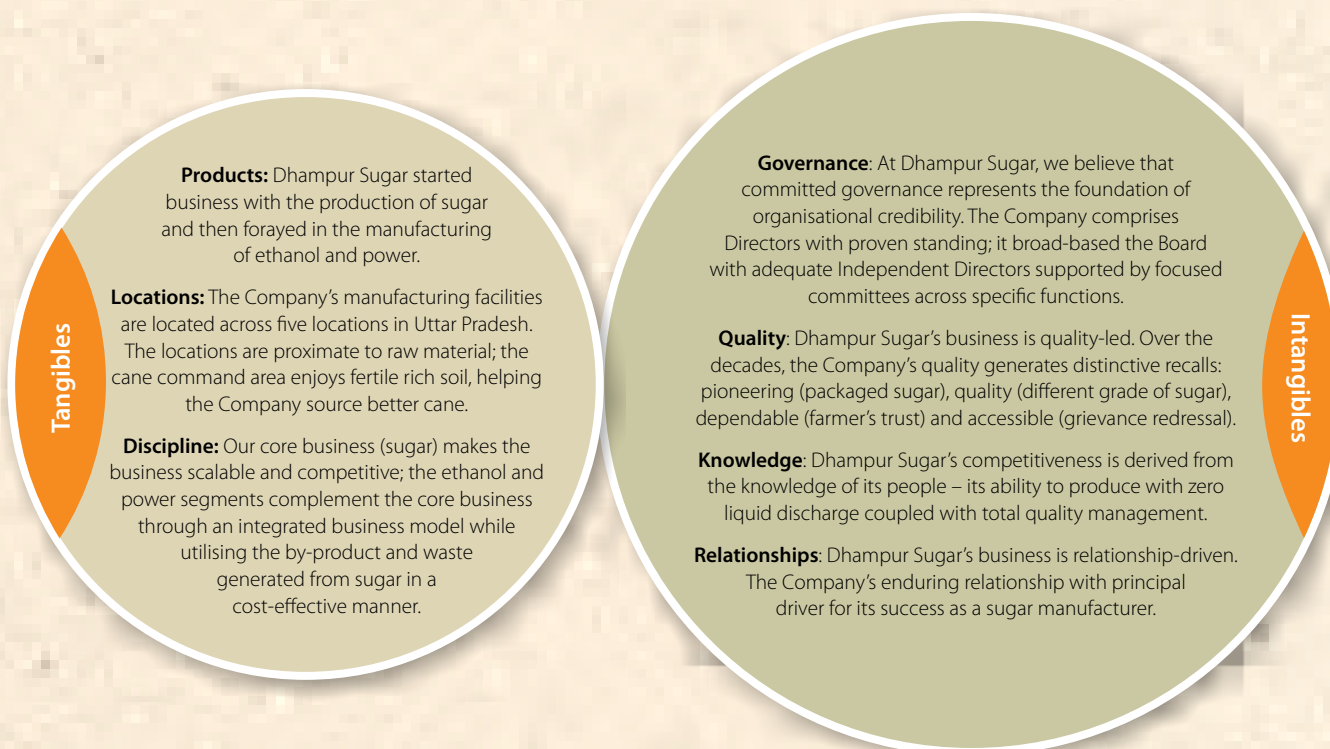 Tangibles
Products: Dhampur Sugar started
business with the production of sugar
and then forayed in the manufacturing
of ethanol and power.
Locations: The Company's manufacturing facilities
are located across five locations in Uttar Pradesh.
The locations are proximate to raw material; the
cane command area enjoys fertile rich soil, helping
the Company source better cane.
Discipline: Our core business (sugar) makes the
business scalable and competitive; the ethanol and
power segments complement the core business
through an integrated business model while
utilising the by-product and waste
generated from sugar in a
cost-effective manner.
Governance: At Dhampur Sugar, we believe that
committed governance represents the foundation of
organisational credibility. The Company comprises
Directors with proven standing; it broad-based the Board
with adequate Independent Directors supported by focused
committees across specific functions.
Quality: Dhampur Sugar's business is quality-led. Over the
decades, the Company's quality generates distinctive recalls:
pioneering (packaged sugar), quality (different grade of sugar),
dependable (farmer's trust) and accessible (grievance redressal).
Knowledge: Dhampur Sugar's competitiveness is derived from
the knowledge of its people – its ability to produce with zero
liquid discharge coupled with total quality management.
Relationships: Dhampur Sugar's business is relationship-driven.
The Company's enduring relationship with principal
driver for its success as a sugar manufacturer.
Intangibles